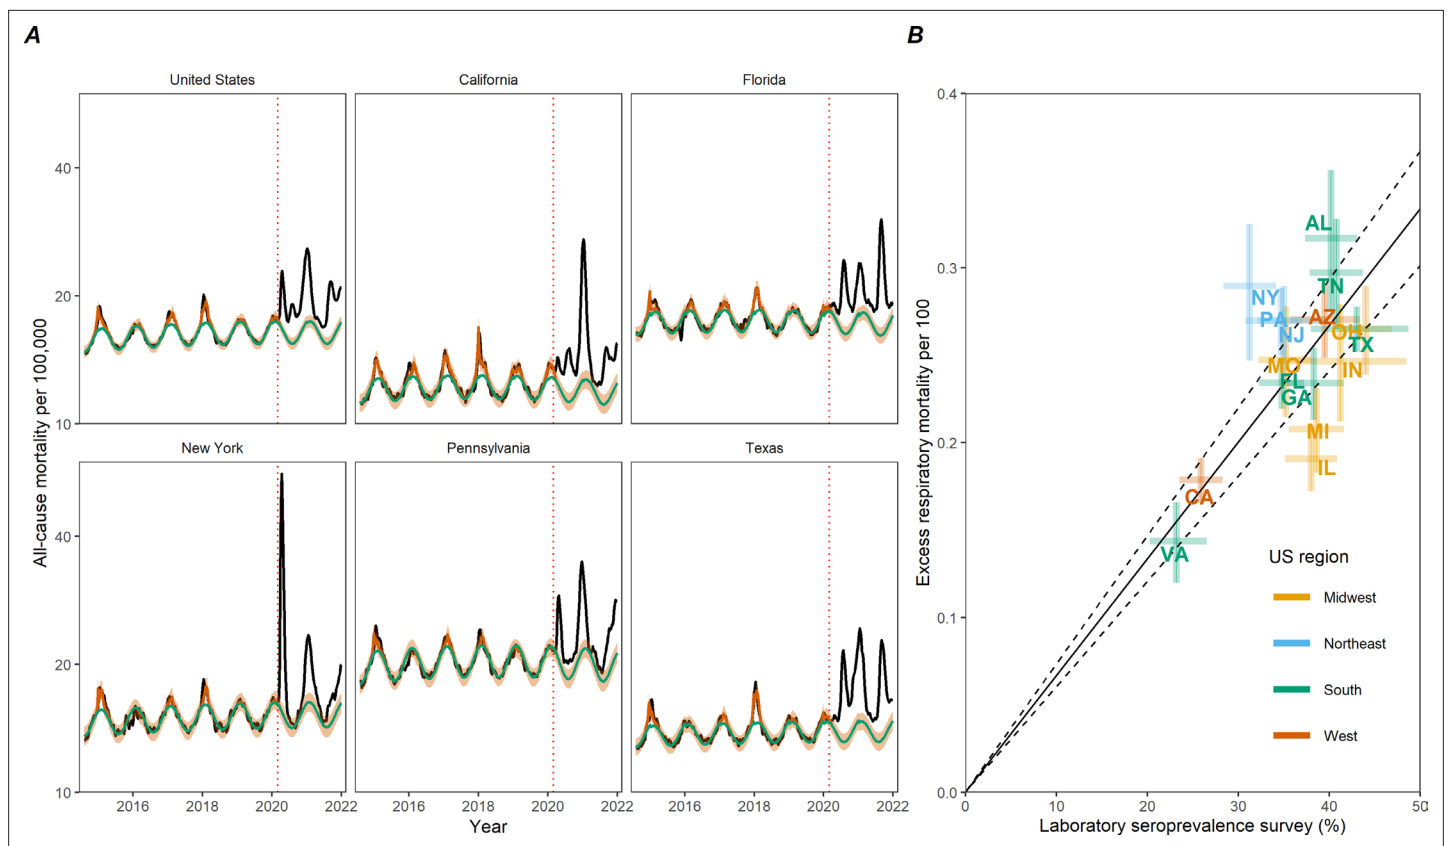 A
B
United States
California
Florida
40
20
10
New York
Pennsylvania
Texas
40
20
10
2016
2018
2020
2022
2016
2018
2020
2022
2016
2018
2020
2022
All-cause mortality per 100,000
Year
0.4
0.3
0.2
0.1
0.0
0
10
20
30
40
50
Excess respiratory mortality per 100
Laboratory seroprevalence survey (%)
AL
TN
NY
PA
NJ
AZ
OH
TX
MO
IN
FL
GA
MI
IL
CA
VA
US region
Midwest
Northeast
South
West